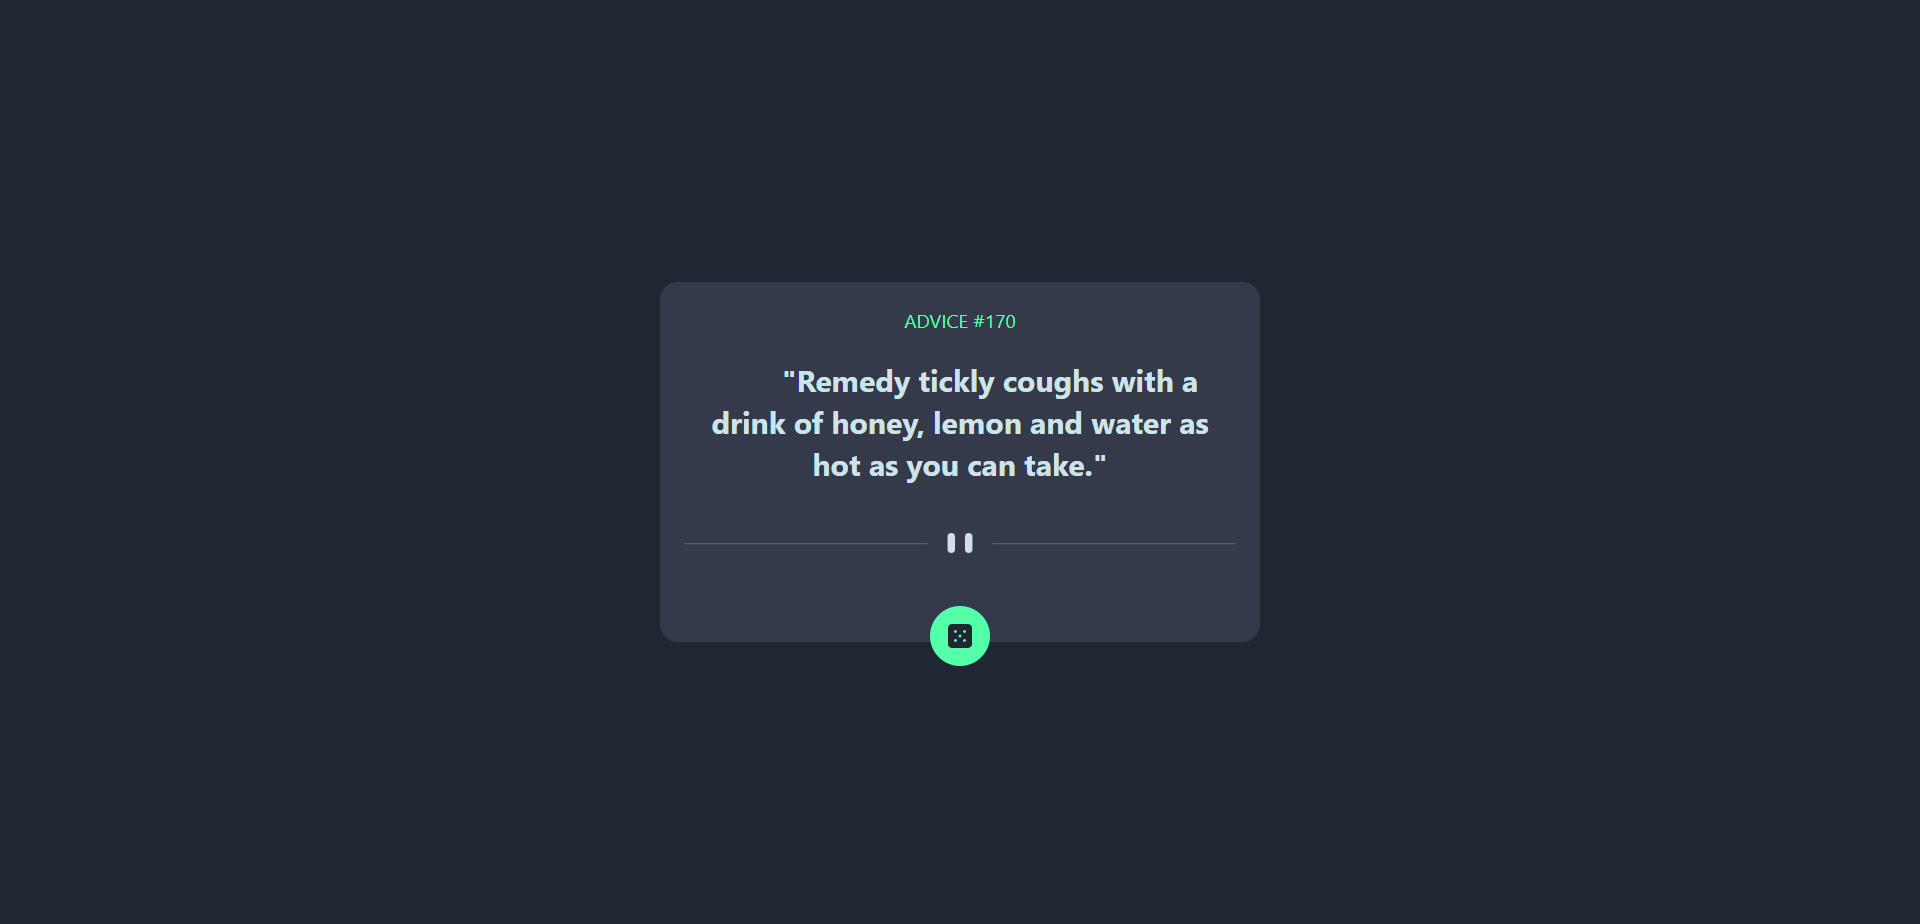 ADVICE #170
"Remedy tickly coughs with a
drink of honey, lemon and water as
hot as you can take."